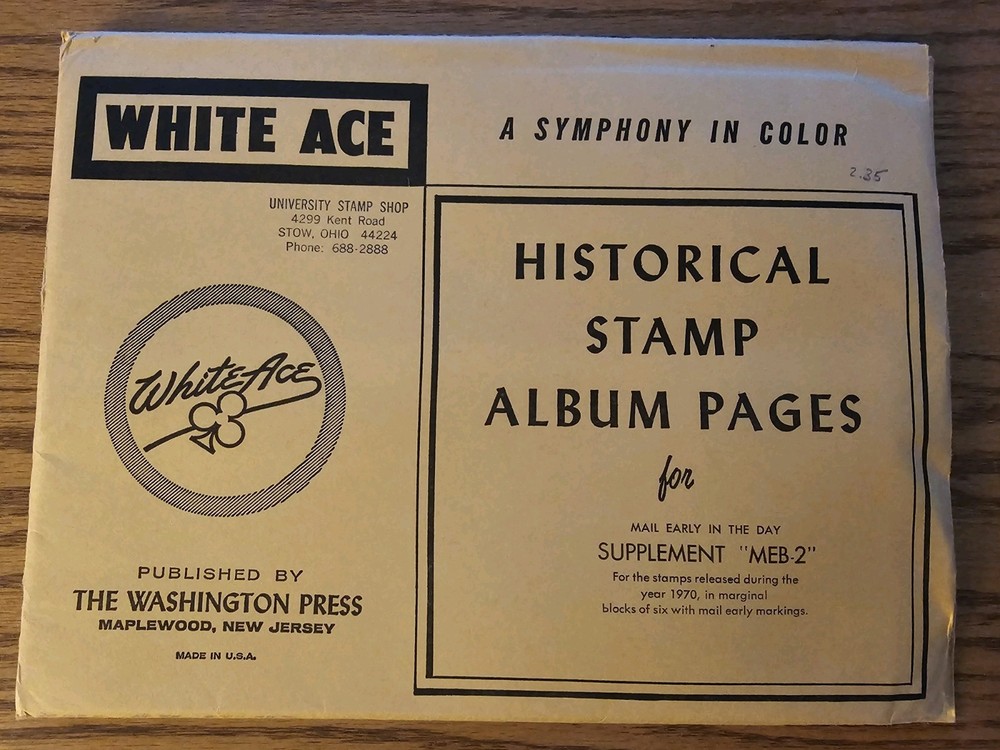 WHITE ACE
A SYMPHONY IN COLOR
2.35
UNIVERSITY STAMP SHOP
4299 Kent Road
STOW, OHIO 44224
Phone: 688-2888
White Ace
PUBLISHED BY
THE WASHINGTON PRESS
MAPLEWOOD, NEW JERSEY
MADE IN U.S.A.
HISTORICAL
STAMP
ALBUM PAGES
for
MAIL EARLY IN THE DAY
SUPPLEMENT "MEB-2"
For the stamps released during the
year 1970, in marginal
blocks of six with mail early markings.